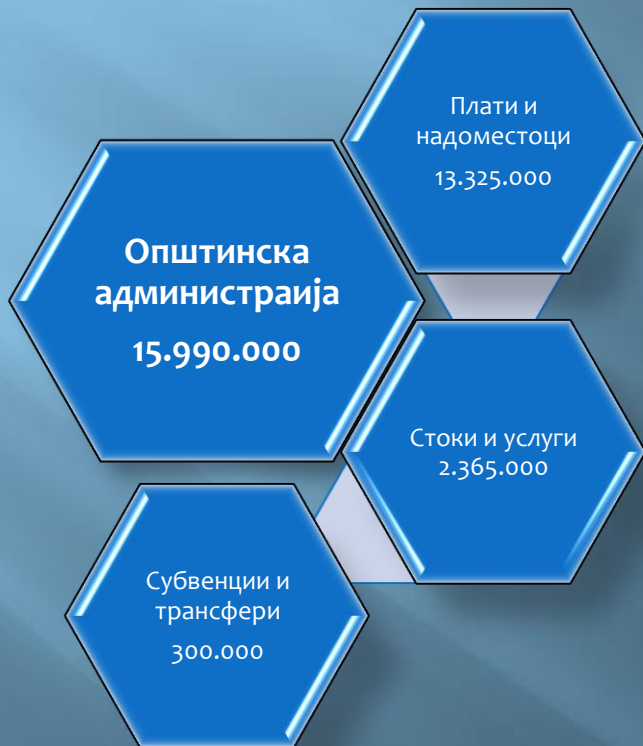 Плати и
надоместоци
13.325.000
Општинска
администраија
15.990.000
Стоки и услуги
2.365.000
Субвенции и
трансфери
300.000